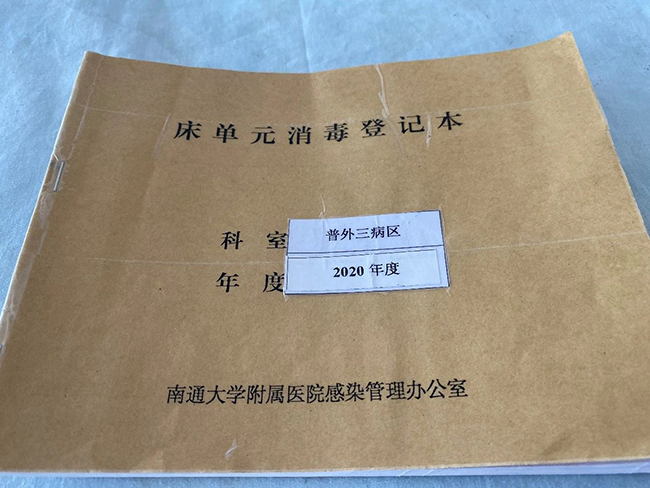 床单元消毒登记本
科室 普外三病区
年度 2020 年度
南通大学附属医院感染管理办公室